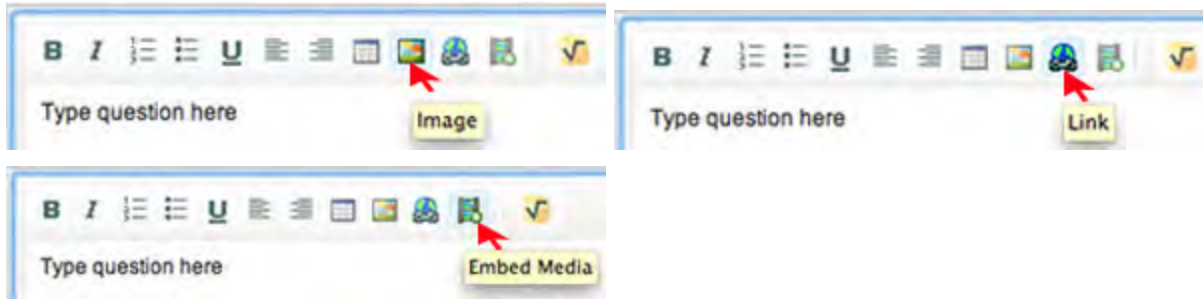 B I U √
Type question here
Image
B I U √
Type question here
Link
B I U √
Type question here
Embed Media